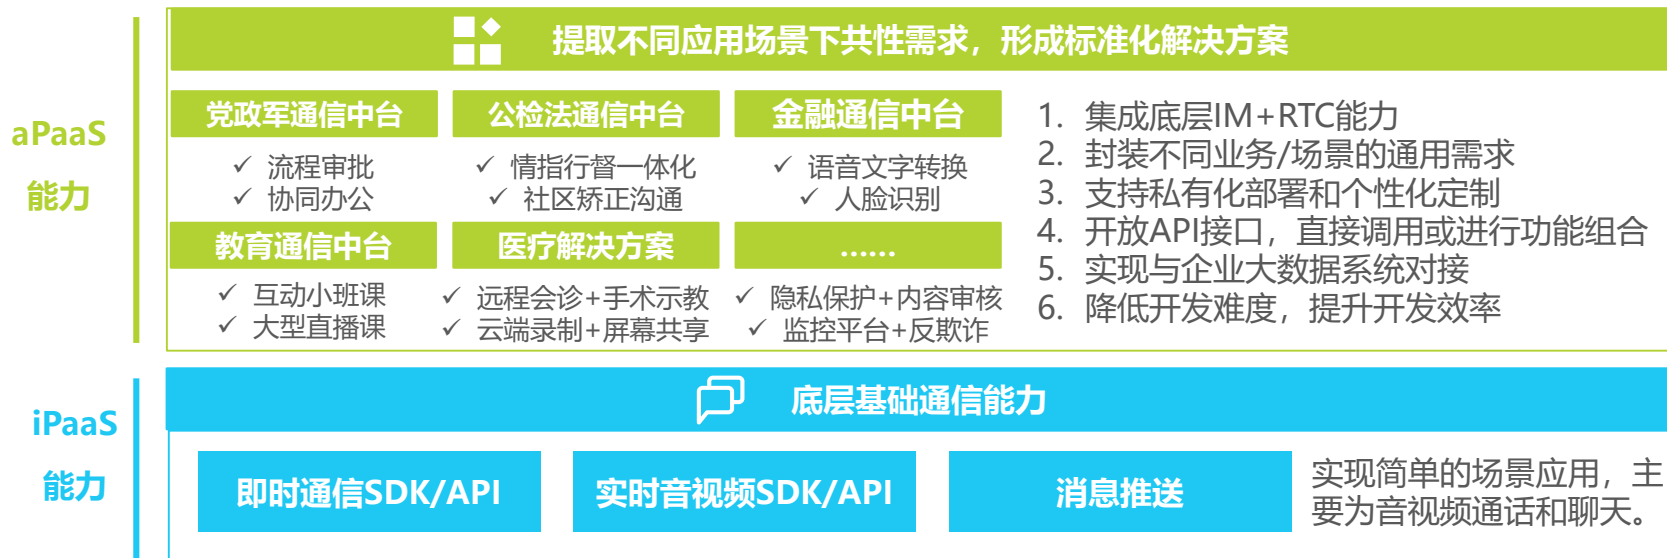 提取不同应用场景下共性需求，形成标准化解决方案
aPaaS
能力
党政军通信中台
✓ 流程审批
✓ 协同办公
公检法通信中台
✓ 情指行督一体化
✓ 社区矫正沟通
金融通信中台
✓ 语音文字转换
✓ 人脸识别
教育通信中台
✓ 互动小班课
✓ 大型直播课
医疗解决方案
✓ 远程会诊+手术示教
✓ 云端录制+屏幕共享
......
✓ 隐私保护+内容审核
✓ 监控平台+反欺诈
1. 集成底层IM+RTC能力
2. 封装不同业务/场景的通用需求
3. 支持私有化部署和个性化定制
4. 开放API接口，直接调用或进行功能组合
5. 实现与企业大数据系统对接
6. 降低开发难度，提升开发效率
iPaaS
能力
底层基础通信能力
即时通信SDK/API
实时音视频SDK/API
消息推送
实现简单的场景应用，主
要为音视频通话和聊天。